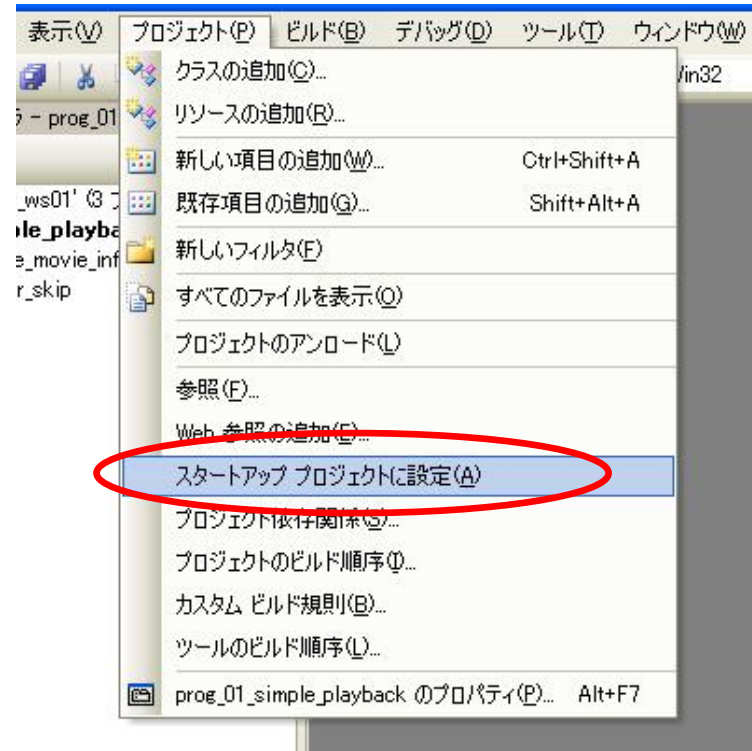 表示(V) プロジェクト(P) ビルド(B) デバッグ(D) ツール(T) ウィンドウ(W)
クラスの追加(C)...
/in32
リソースの追加(R)...
- prog_01
新しい項目の追加(W)... Ctrl+Shift+A
既存項目の追加(G)... Shift+Alt+A
_ws01' (3
ple_playba
新しいフィルタ(F)
e_movie_inf
r_skip
すべてのファイルを表示(O)
プロジェクトのアンロード(L)
参照(F)...
Web 参照の追加(E)...
スタートアップ プロジェクトに設定(A)
プロジェクト依存関係(S)...
プロジェクトのビルド順序(I)...
カスタム ビルド規則(B)...
ツールのビルド順序(L)...
prog_01_simple_playback のプロパティ(P)... Alt+F7